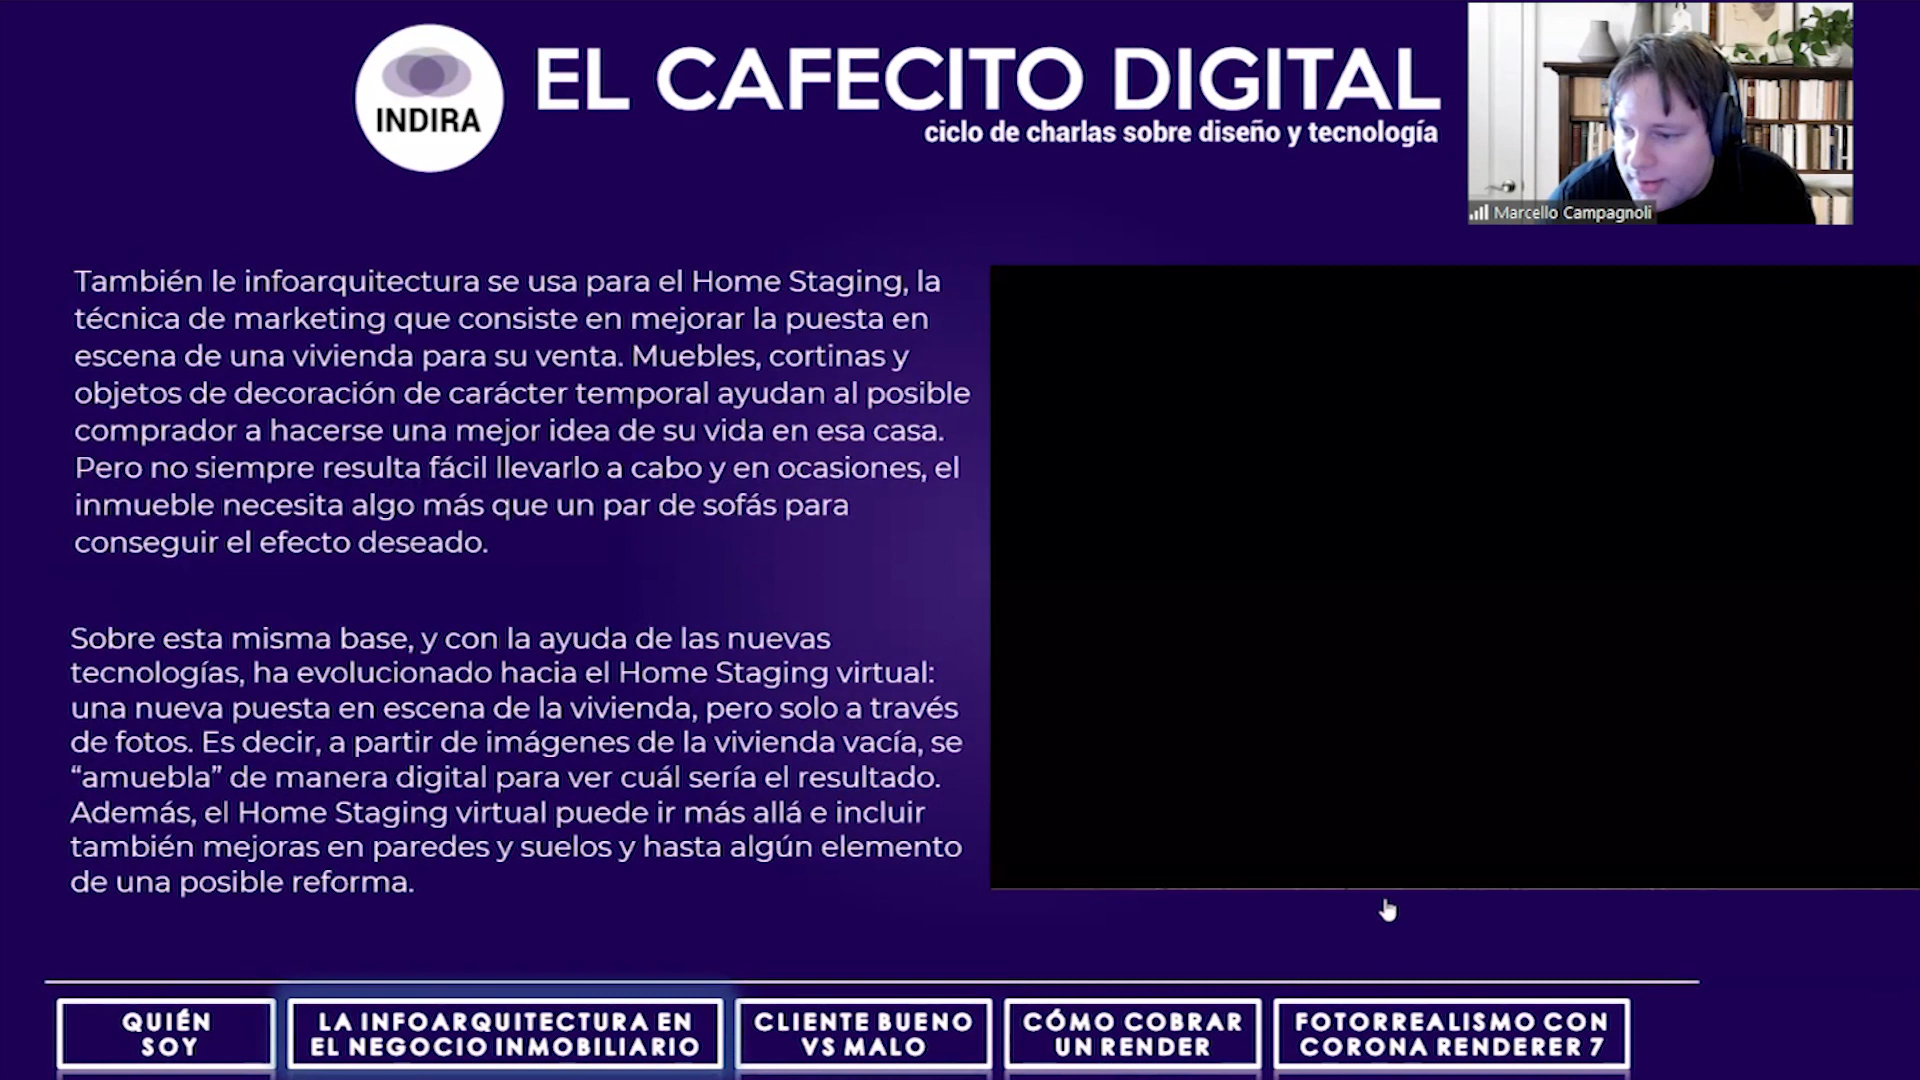 INDIRA
EL CAFECITO DIGITAL
ciclo de charlas sobre diseño y tecnología
Marcello Campagnoli
También le infoarquitectura se usa para el Home Staging, la
técnica de marketing que consiste en mejorar la puesta en
escena de una vivienda para su venta. Muebles, cortinas y
objetos de decoración de carácter temporal ayudan al posible
comprador a hacerse una mejor idea de su vida en esa casa.
Pero no siempre resulta fácil llevarlo a cabo y en ocasiones, el
inmueble necesita algo más que un par de sofás para
conseguir el efecto deseado.
Sobre esta misma base, y con la ayuda de las nuevas
tecnologías, ha evolucionado hacia el Home Staging virtual:
una nueva puesta en escena de la vivienda, pero solo a través
de fotos. Es decir, a partir de imágenes de la vivienda vacía, se
“amuebla” de manera digital para ver cuál sería el resultado.
Además, el Home Staging virtual puede ir más allá e incluir
también mejoras en paredes y suelos y hasta algún elemento
de una posible reforma.
QUIÉN
SOY
LA INFOARQUITECTURA EN
EL NEGOCIO INMOBILIARIO
CLIENTE BUENO
VS MALO
CÓMO COBRAR
UN RENDER
FOTORREALISMO CON
CORONA RENDERER 7